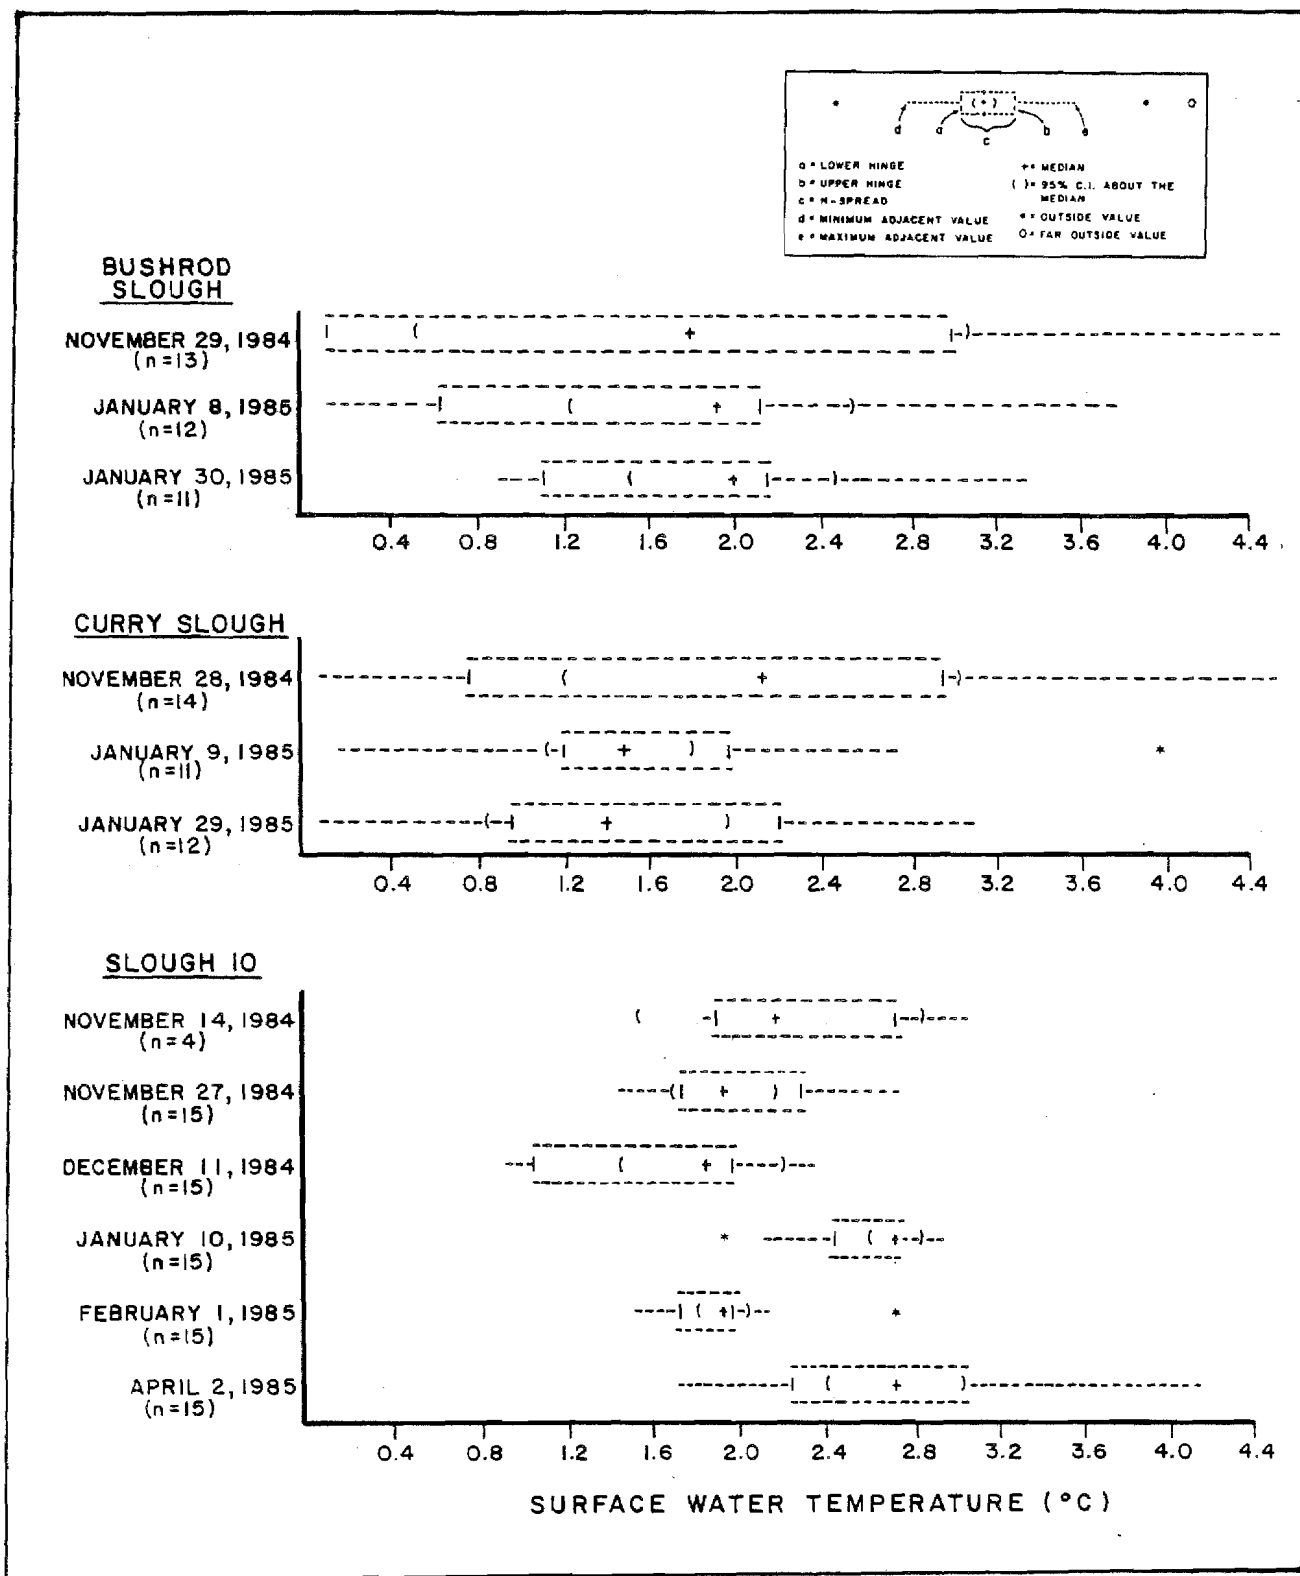 d a c b e
a = LOWER HINGE
b = UPPER HINGE
c = H-SPREAD
d = MINIMUM ADJACENT VALUE
e = MAXIMUM ADJACENT VALUE
+ = MEDIAN
( ) = 95% C.I. ABOUT THE
MEDIAN
* = OUTSIDE VALUE
O = FAR OUTSIDE VALUE
BUSHROD
SLOUGH
NOVEMBER 29, 1984
(n=13)
JANUARY 8, 1985
(n=12)
JANUARY 30, 1985
(n=11)
0.4 0.8 1.2 1.6 2.0 2.4 2.8 3.2 3.6 4.0 4.4
CURRY SLOUGH
NOVEMBER 28, 1984
(n=14)
JANUARY 9, 1985
(n=11)
JANUARY 29, 1985
(n=12)
0.4 0.8 1.2 1.6 2.0 2.4 2.8 3.2 3.6 4.0 4.4
SLOUGH 10
NOVEMBER 14, 1984
(n=4)
NOVEMBER 27, 1984
(n=15)
DECEMBER 11, 1984
(n=15)
JANUARY 10, 1985
(n=15)
FEBRUARY 1, 1985
(n=15)
APRIL 2, 1985
(n=15)
0.4 0.8 1.2 1.6 2.0 2.4 2.8 3.2 3.6 4.0 4.4
SURFACE WATER TEMPERATURE (°C)